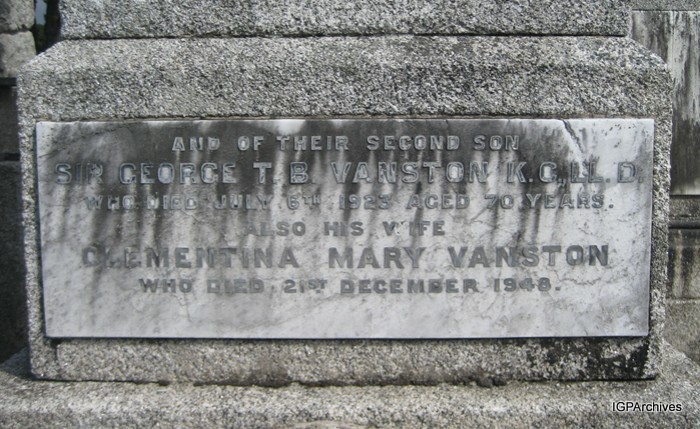 AND OF THEIR SECOND SON
SIR GEORGE T. B. VANSTON K.C., LL.D.
WHO DIED JULY 6TH 1923 AGED 70 YEARS.
ALSO HIS WIFE
CLEMENTINA MARY VANSTON
WHO DIED 21ST DECEMBER 1948.
IGPArchives